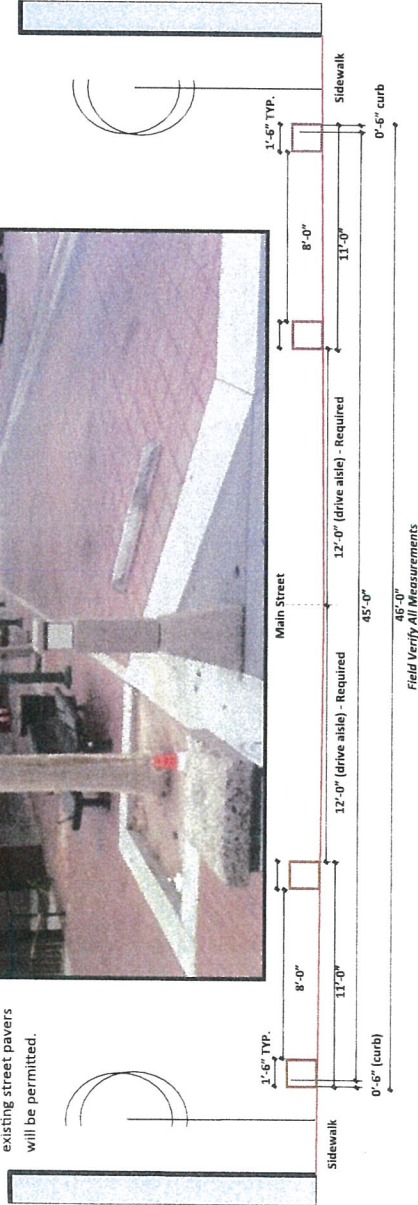 existing street pavers
will be permitted.
Main Street
1'-6" TYP.
1'-6" TYP.
8'-0"
8'-0"
11'-0"
11'-0"
12'-0" (drive aisle) - Required
12'-0" (drive aisle) - Required
Sidewalk
Sidewalk
0'-6" (curb)
0'-6" curb
45'-0"
46'-0"
Field Verify All Measurements